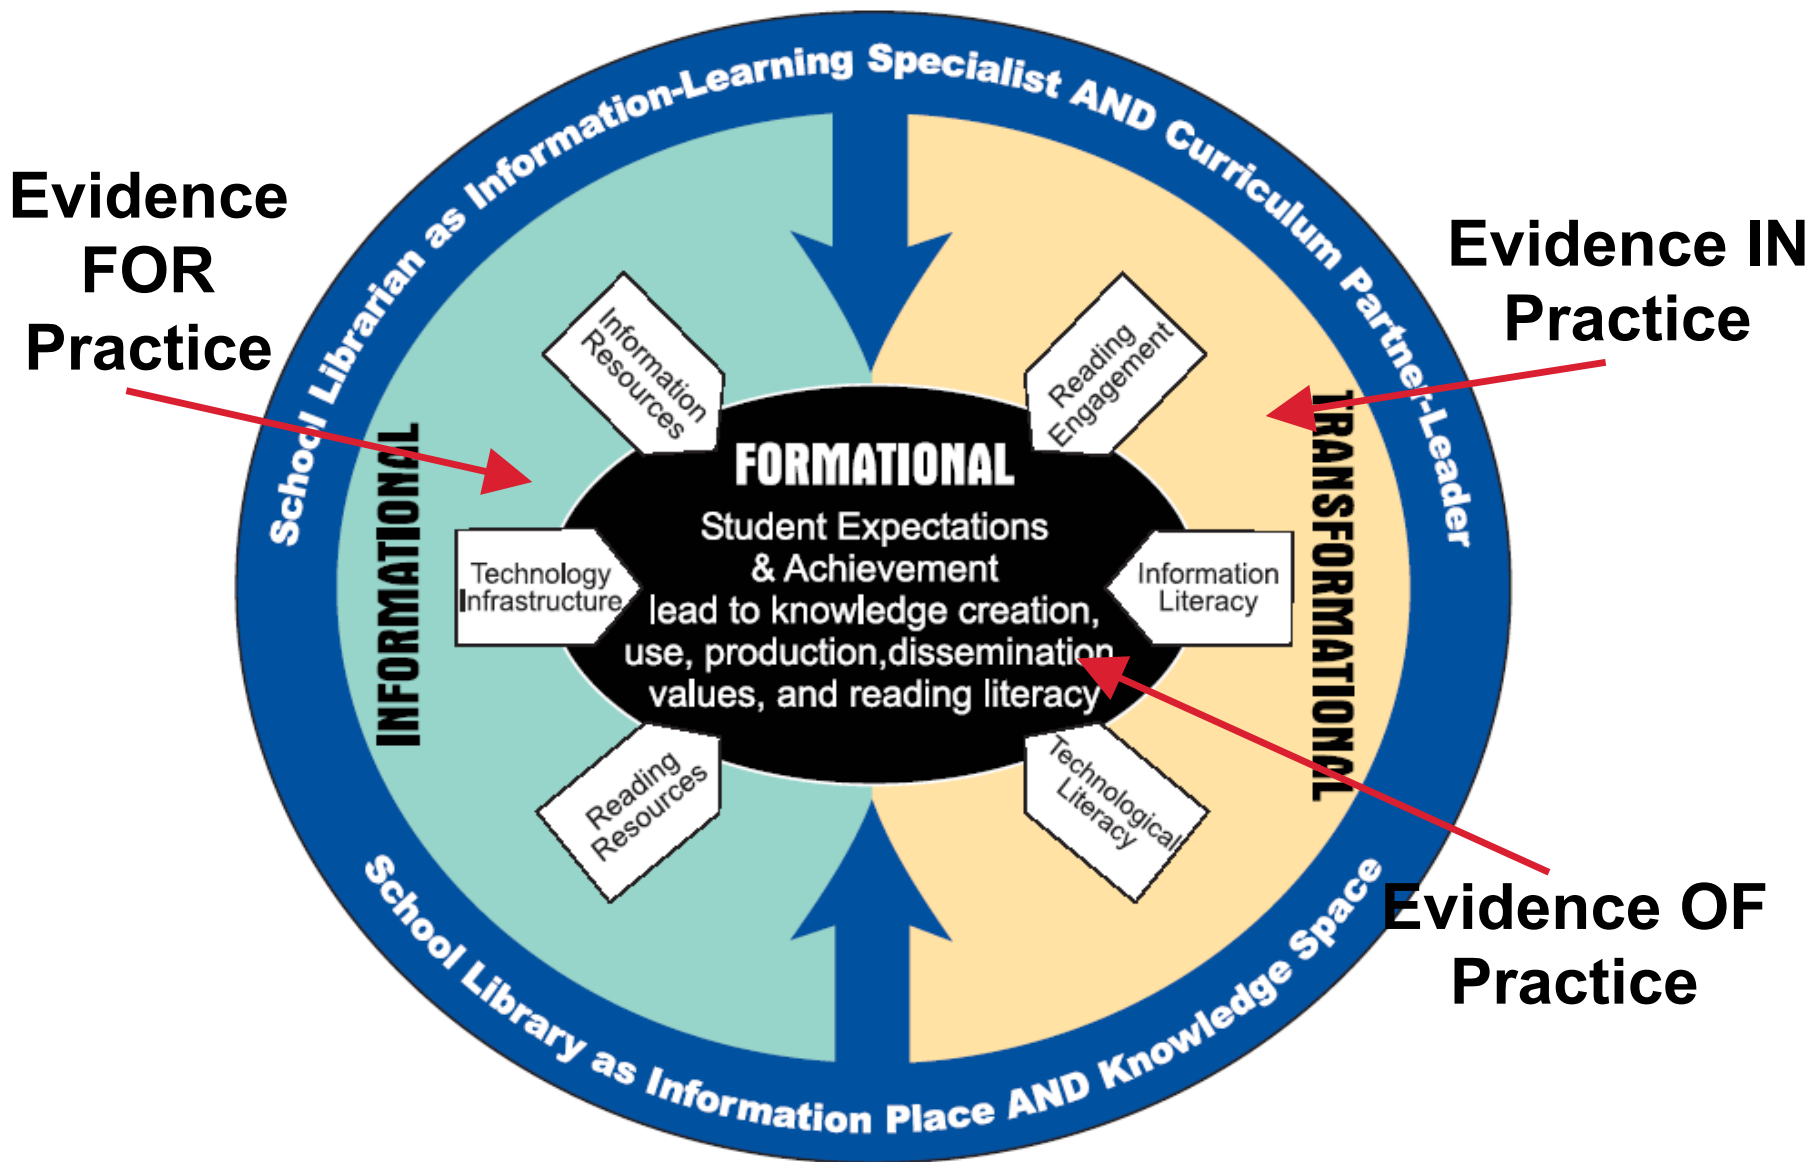 School Librarian as Information-Learning Specialist AND Curriculum Partner-Leader
Evidence
FOR
Practice
Evidence IN
Practice
Information
Resources
Reading
Engagement
INFORMATIONAL
TRANSFORMATIONAL
FORMATIONAL
Student Expectations
& Achievement
lead to knowledge creation,
use, production,dissemination
values, and reading literacy
Technology
Infrastructure
Information
Literacy
Reading
Resources
Technological
Literacy
Evidence OF
Practice
School Library as Information Place AND Knowledge Space